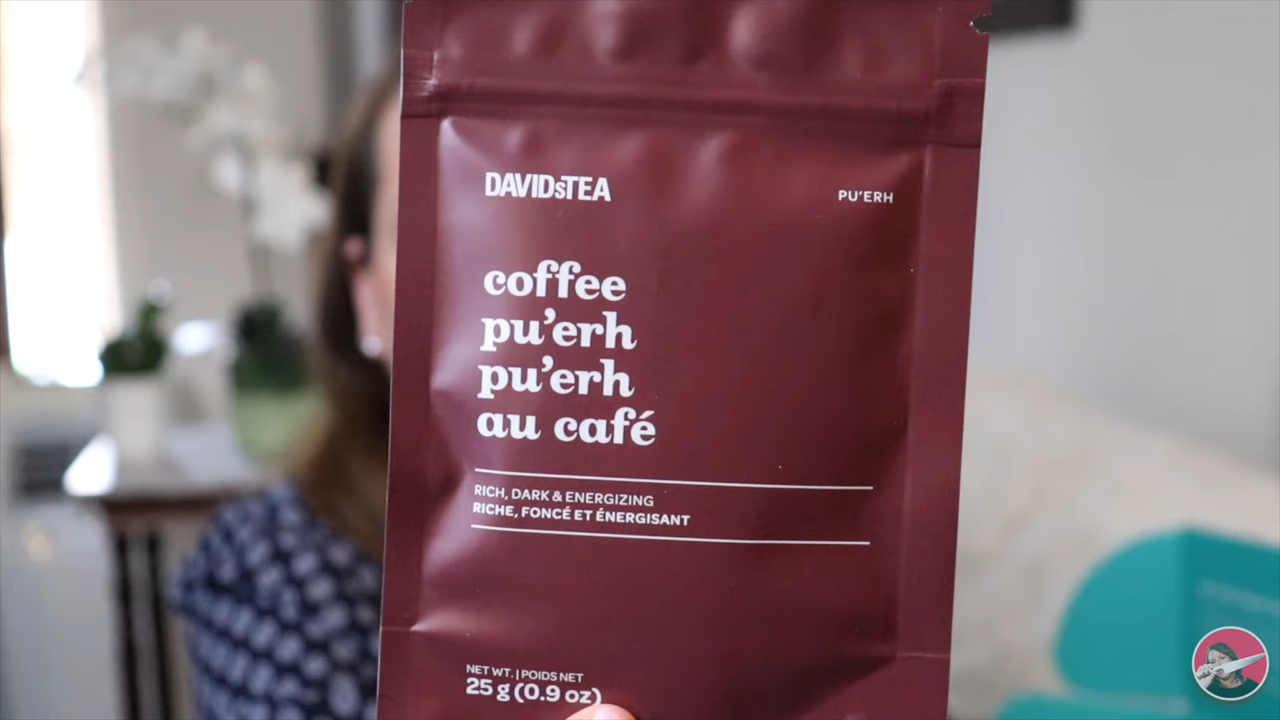 DAVIDsTEA
PU'ERH
coffee
pu'erh
pu'erh
au café
RICH, DARK & ENERGIZING
RICHE, FONCÉ ET ÉNERGISANT
NET WT. | POIDS NET
25 g (0.9 oz)